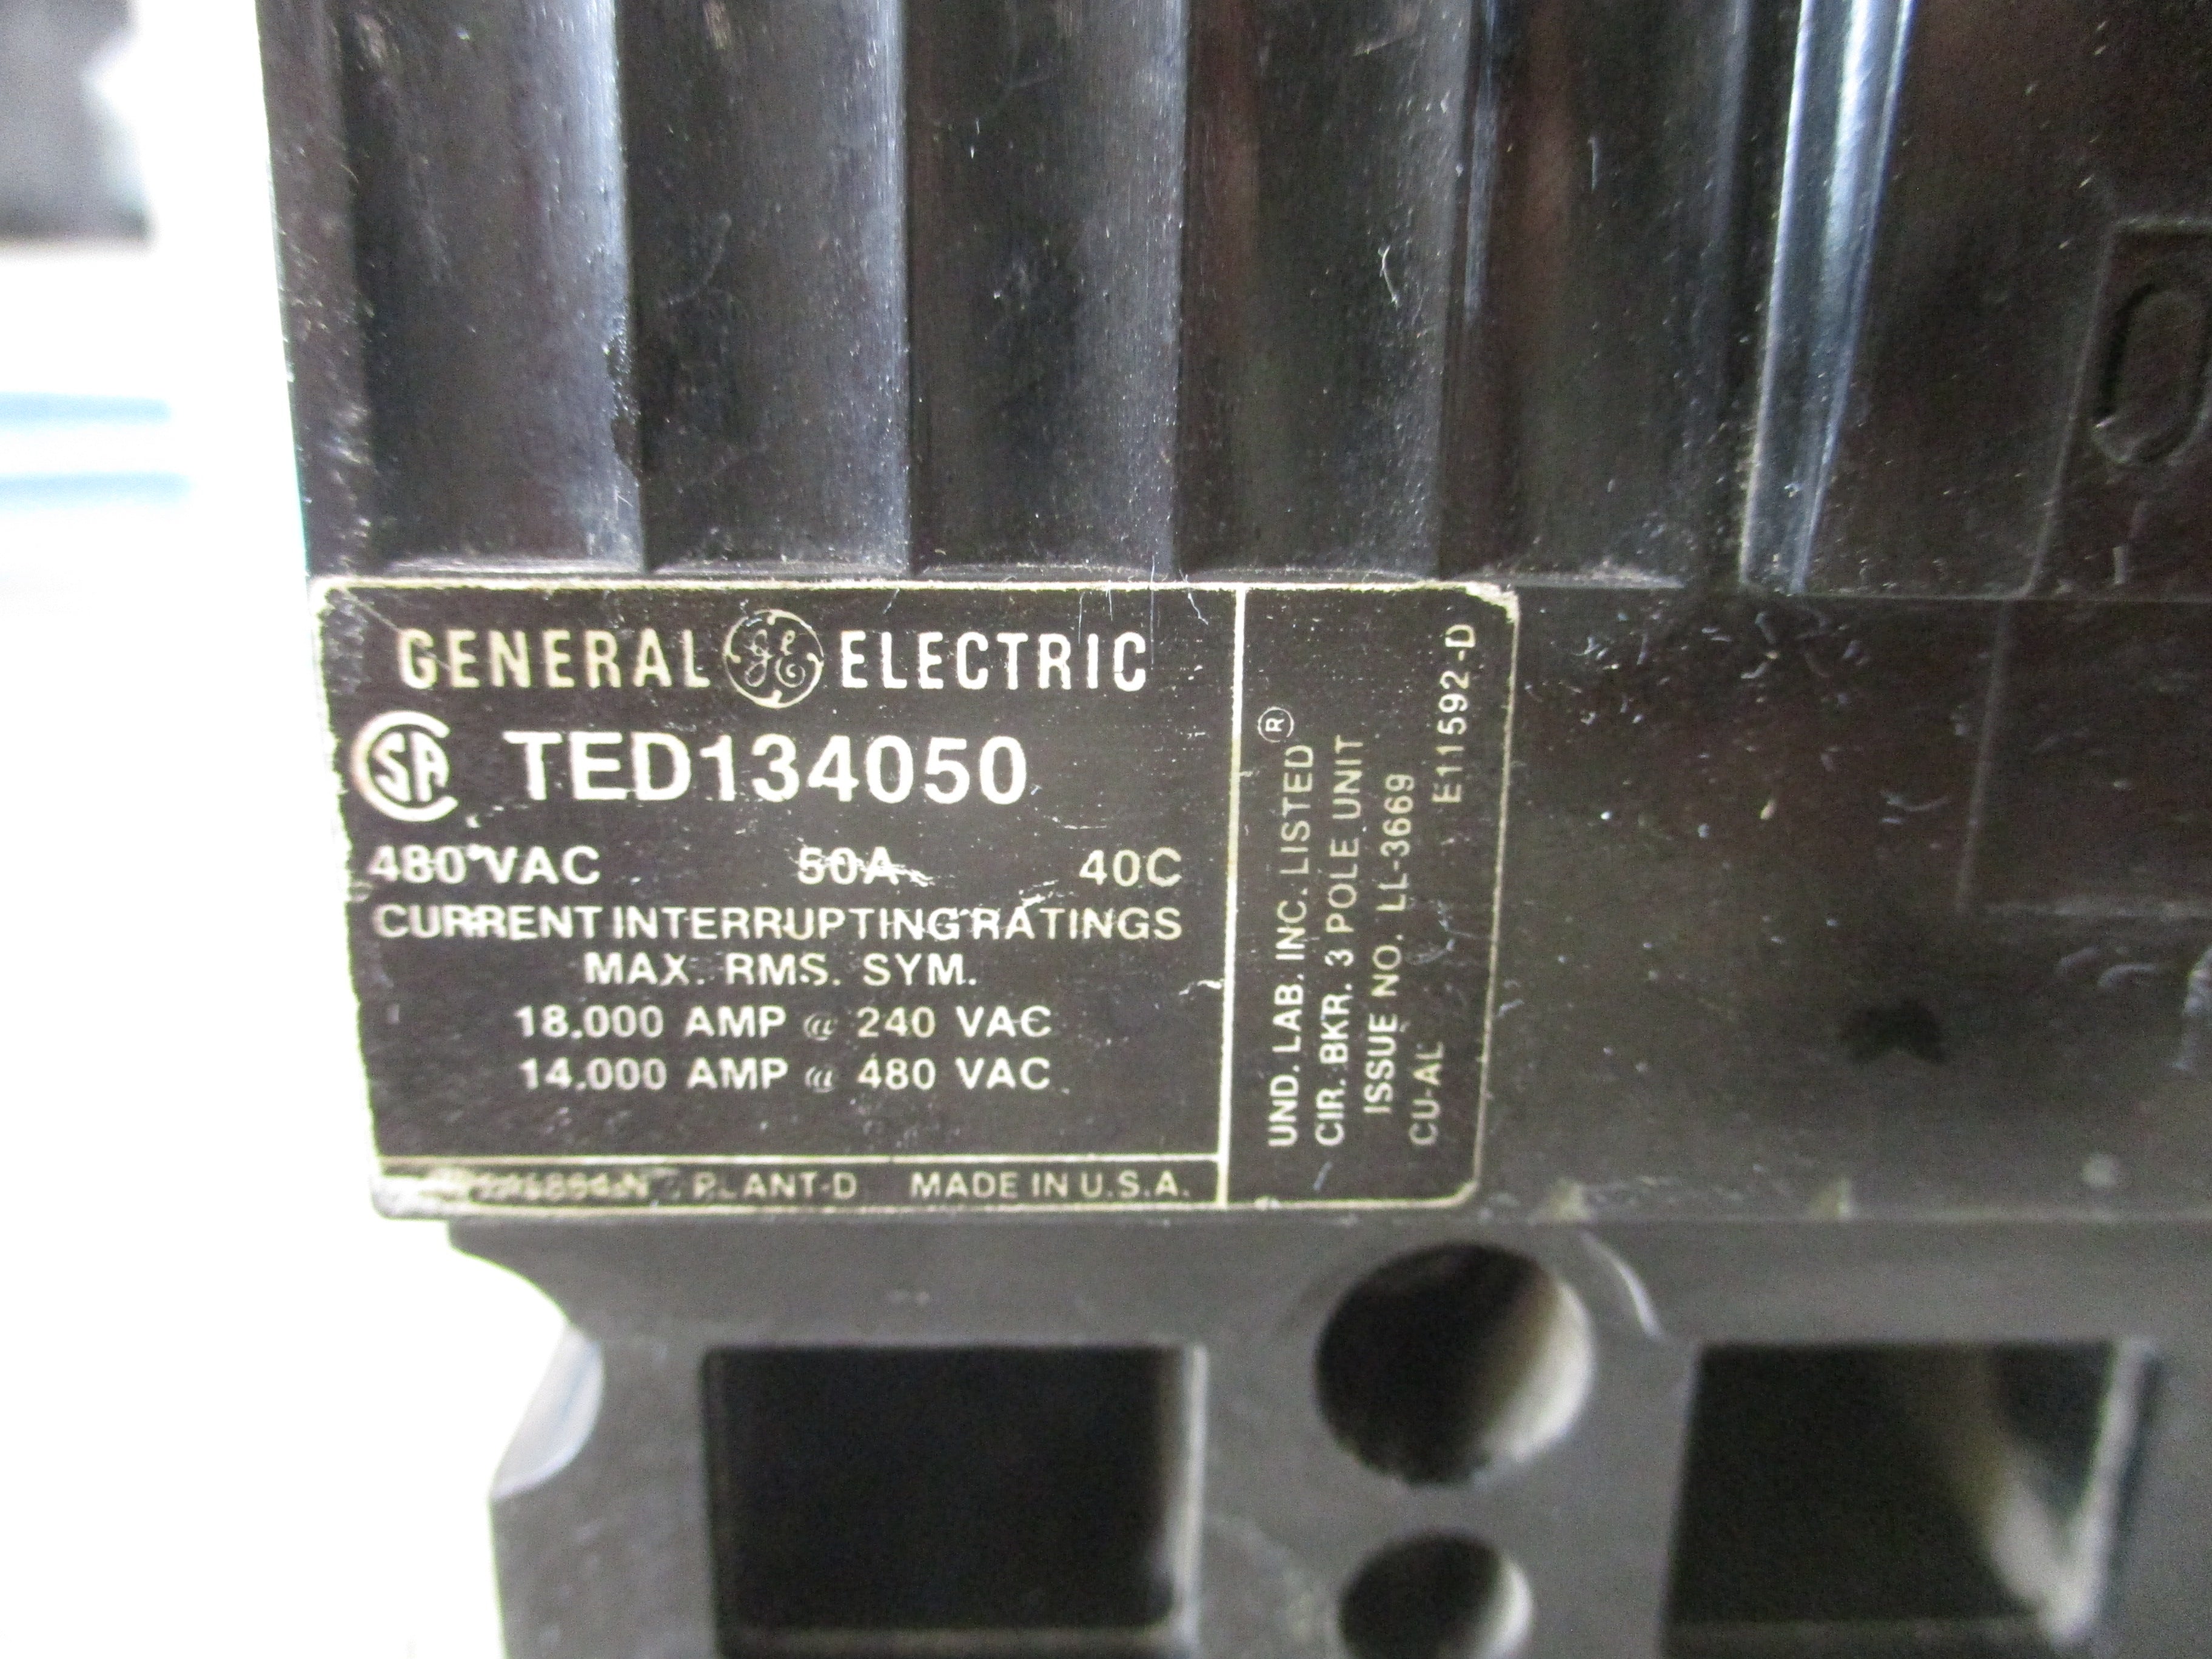 GENERAL GE ELECTRIC
SA TED134050
480 VAC 50A 40C
CURRENT INTERRUPTING RATINGS
MAX. RMS. SYM.
18.000 AMP @ 240 VAC
14.000 AMP @ 480 VAC
PLANT-D MADE IN U.S.A.
UND. LAB. INC. LISTED ®
CIR. BKR. 3 POLE UNIT
ISSUE NO. LL-3669
CU-AL E11592-D